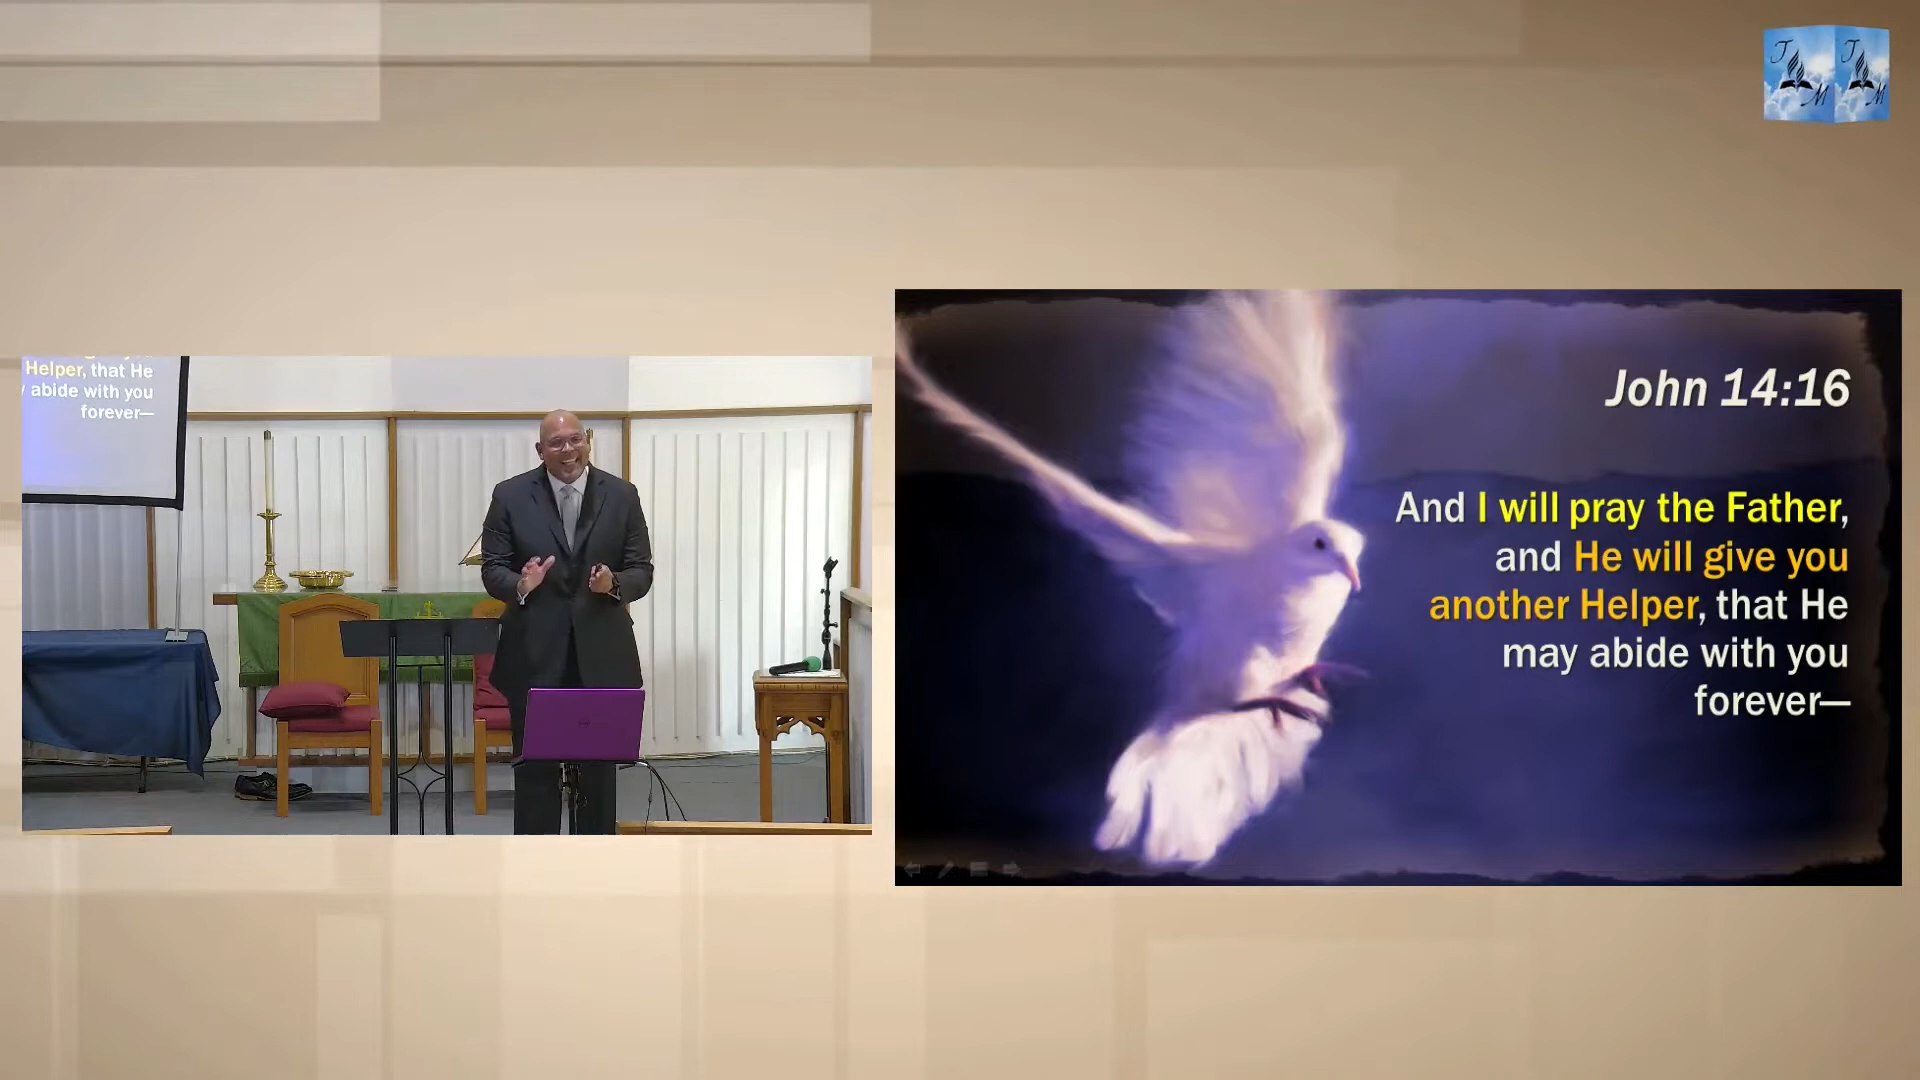 J M J M
Helper, that He
abide with you
forever—
John 14:16
And I will pray the Father,
and He will give you
another Helper, that He
may abide with you
forever—